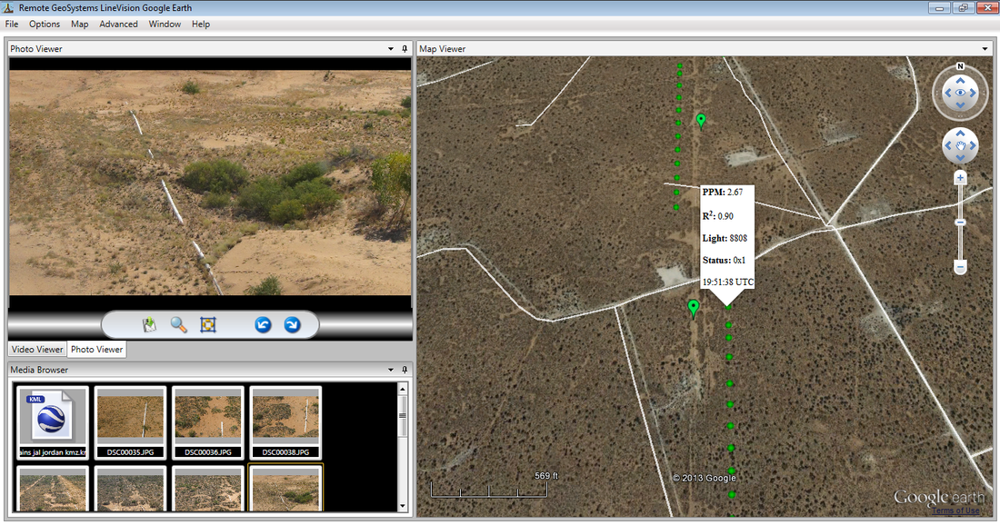 Remote GeoSystems LineVision Google Earth
File Options Map Advanced Window Help
Photo Viewer
Video Viewer Photo Viewer
Media Browser
KML
ains jal jordan kmz.kr
DSC00035.JPG DSC00036.JPG DSC00038.JPG
Map Viewer
N
PPM: 2.67
R²: 0.90
Light: 8808
Status: 0x1
19:51:38 UTC
569 ft
© 2013 Google
Google earth
Terms of Use